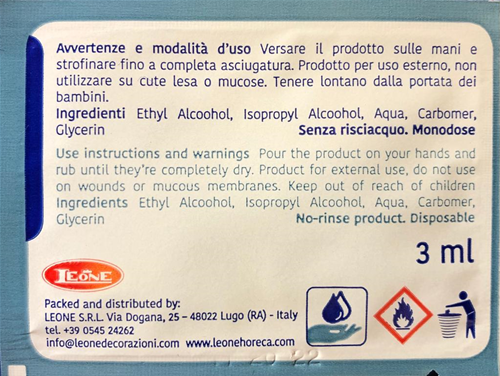 Avvertenze e modalità d'uso Versare il prodotto sulle mani e
strofinare fino a completa asciugatura. Prodotto per uso esterno, non
utilizzare su cute lesa o mucose. Tenere lontano dalla portata dei
bambini.
Ingredienti Ethyl Alcoohol, Isopropyl Alcoohol, Aqua, Carbomer,
Glycerin Senza risciacquo. Monodose
Use instructions and warnings Pour the product on your hands and
rub until they're completely dry. Product for external use, do not use
on wounds or mucous membranes. Keep out of reach of children
Ingredients Ethyl Alcoohol, Isopropyl Alcoohol, Aqua, Carbomer,
Glycerin No-rinse product. Disposable
3 ml
LEONE
Packed and distributed by:
LEONE S.R.L. Via Dogana, 25 – 48022 Lugo (RA) - Italy
tel. +39 0545 24262
info@leonedecorazioni.com www.leonehoreca.com